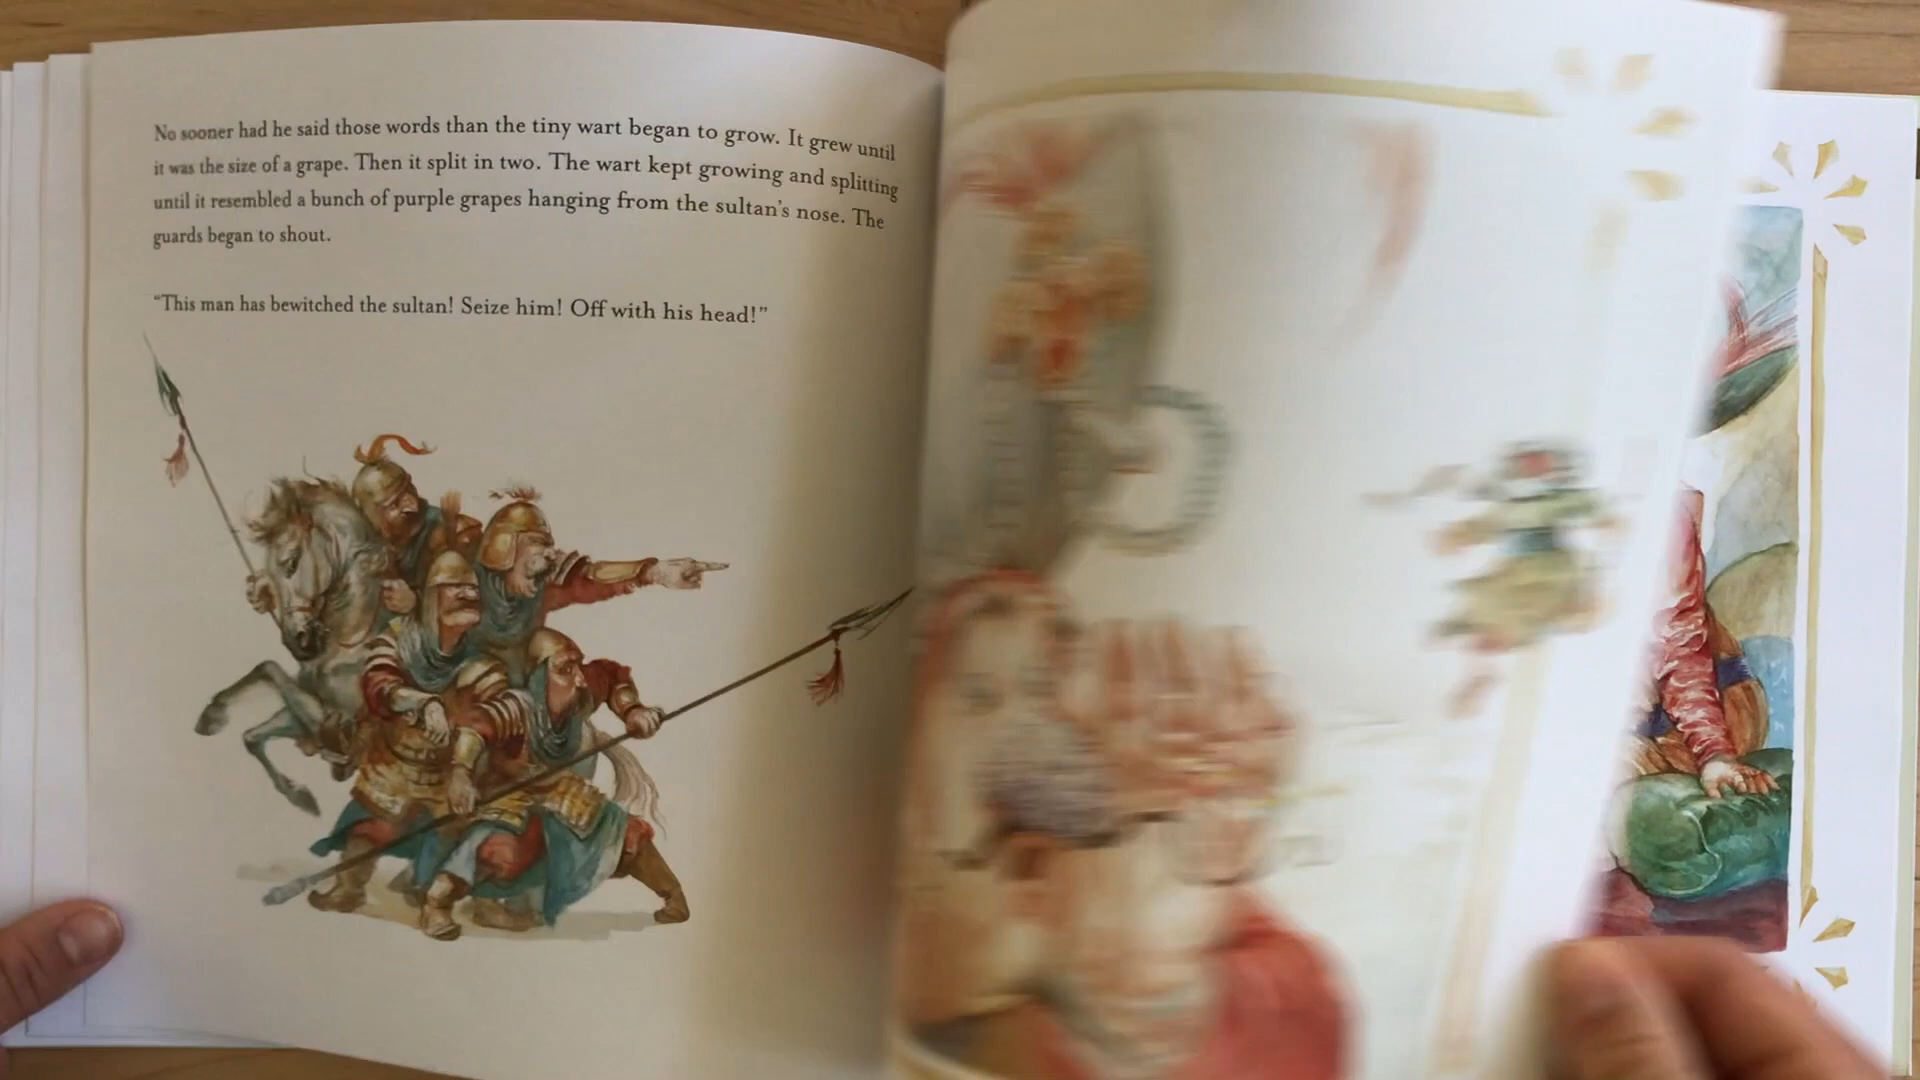 No sooner had he said those words than the tiny wart began to grow. It grew until
it was the size of a grape. Then it split in two. The wart kept growing and splitting
until it resembled a bunch of purple grapes hanging from the sultan's nose. The
guards began to shout.
“This man has bewitched the sultan! Seize him! Off with his head!”